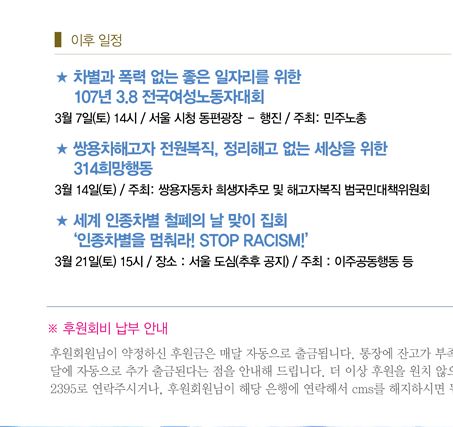 이후 일정
★ 차별과 폭력 없는 좋은 일자리를 위한
107년 3.8 전국여성노동자대회
3월 7일(토) 14시 / 서울 시청 동편광장 - 행진 / 주최: 민주노총
★ 쌍용차해고자 전원복직, 정리해고 없는 세상을 위한
314희망행동
3월 14일(토) / 주최: 쌍용자동차 희생자추모 및 해고자복직 범국민대책위원회
★ 세계 인종차별 철폐의 날 맞이 집회
‘인종차별을 멈춰라! STOP RACISM!’
3월 21일(토) 15시 / 장소 : 서울 도심(추후 공지) / 주최 : 이주공동행동 등
※ 후원회비 납부 안내
후원회원님이 약정하신 후원금은 매달 자동으로 출금됩니다. 통장에 잔고가 부족
달에 자동으로 추가 출금된다는 점을 안내해 드립니다. 더 이상 후원을 원치 않으
2395로 연락주시거나, 후원회원님이 해당 은행에 연락해서 cms를 해지하시면